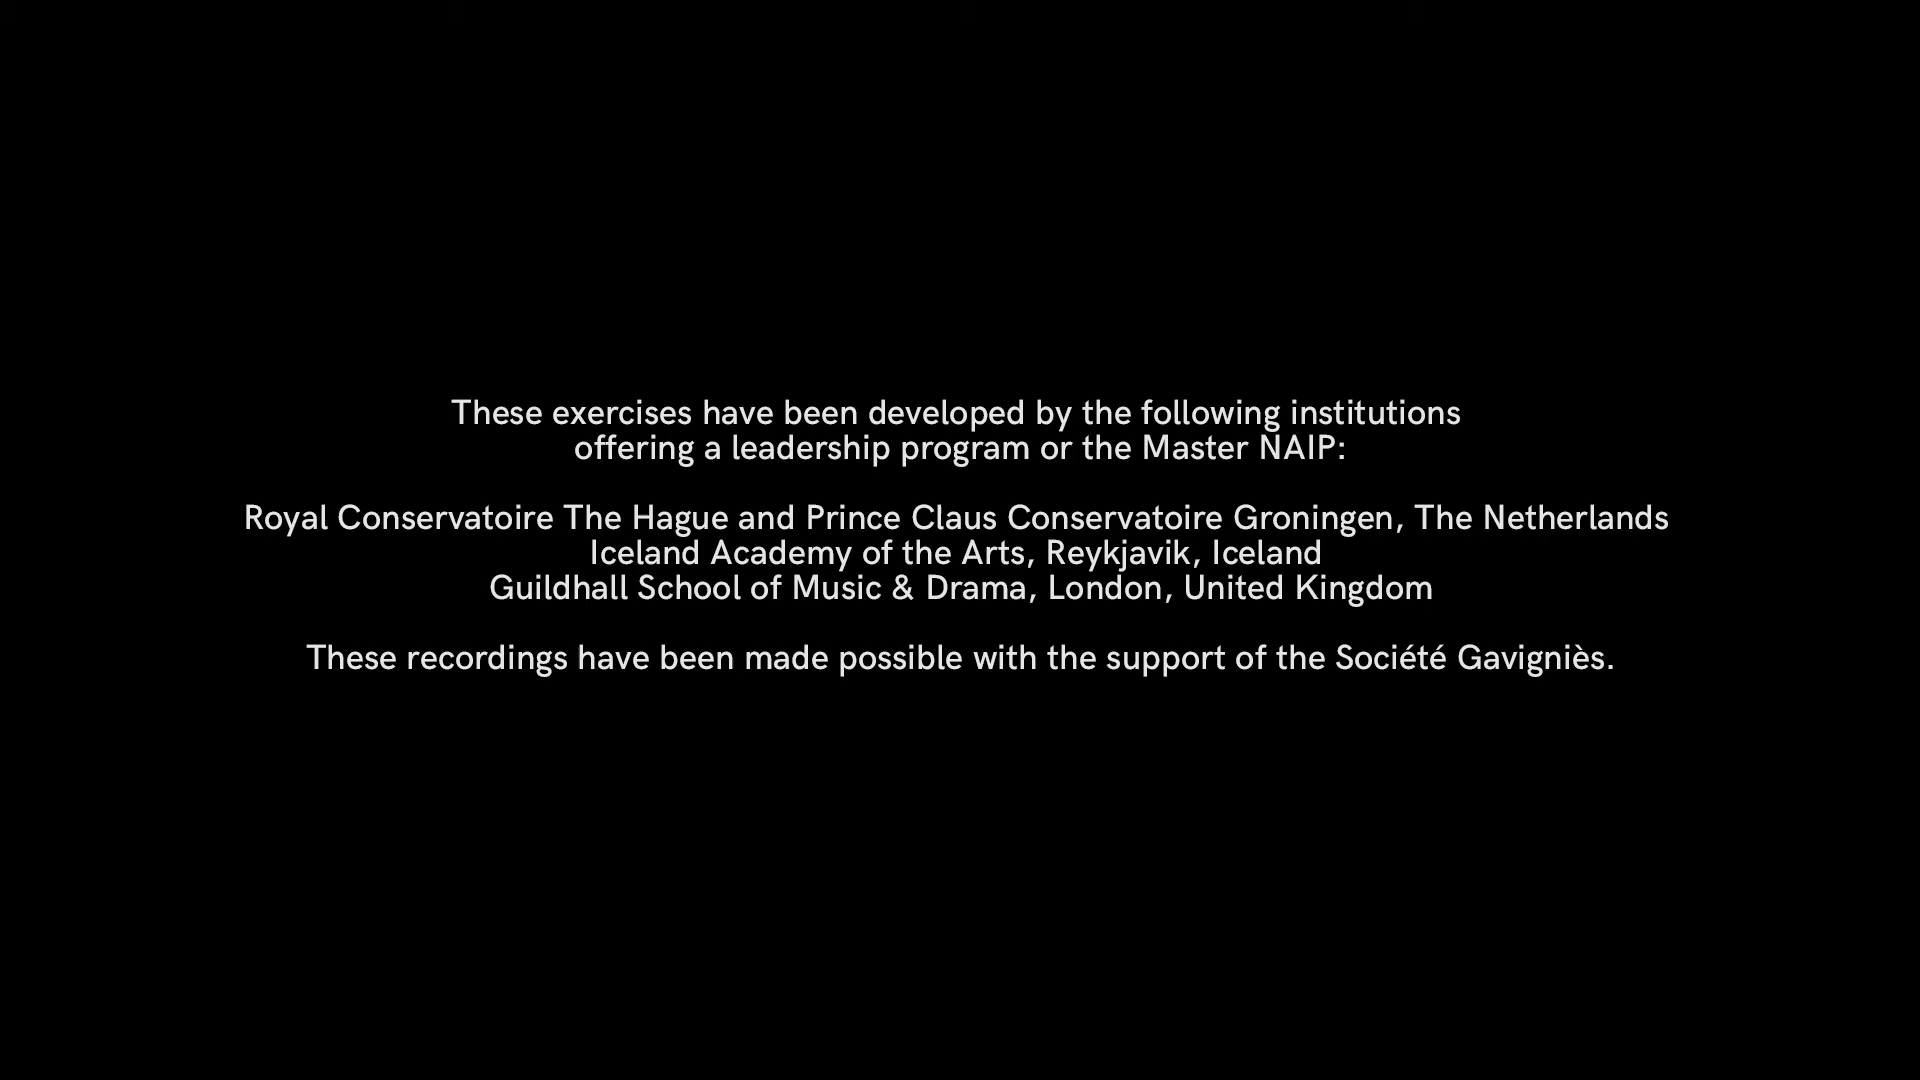 These exercises have been developed by the following institutions
offering a leadership program or the Master NAIP:
Royal Conservatoire The Hague and Prince Claus Conservatoire Groningen, The Netherlands
Iceland Academy of the Arts, Reykjavik, Iceland
Guildhall School of Music & Drama, London, United Kingdom
These recordings have been made possible with the support of the Société Gavigniès.